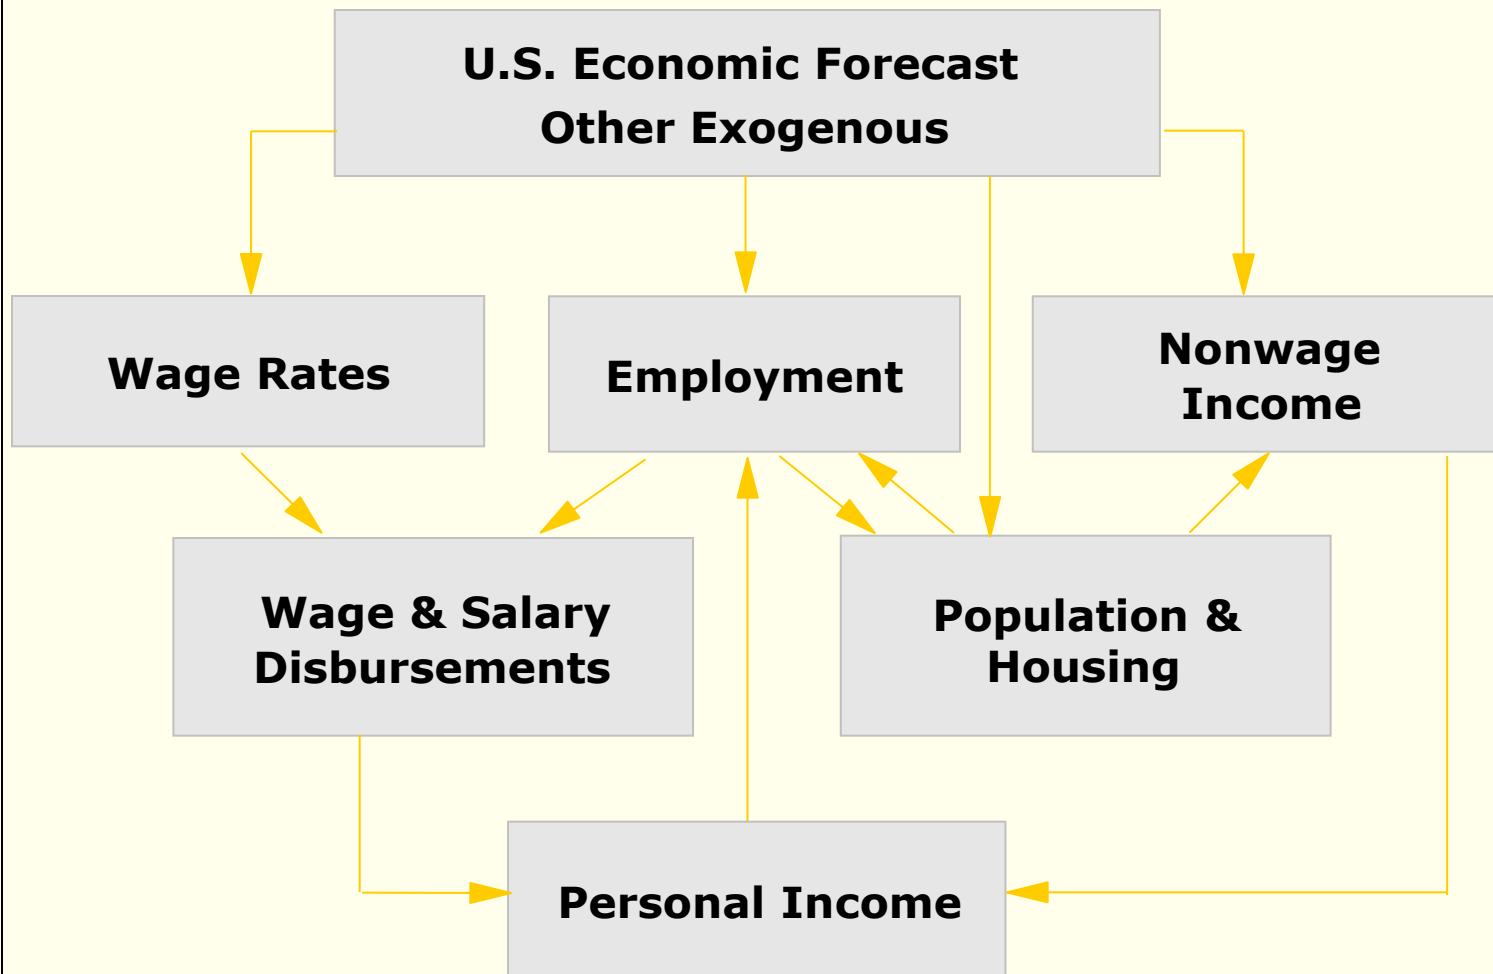 U.S. Economic Forecast
Other Exogenous
Wage Rates
Employment
Nonwage
Income
Wage & Salary
Disbursements
Population &
Housing
Personal Income